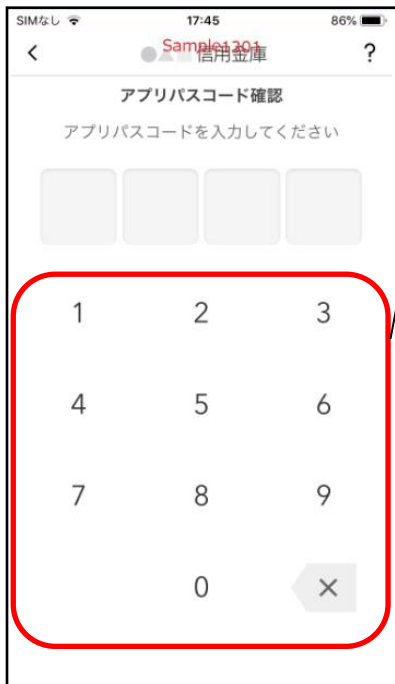 SIMなし 17:45 86%
Sample1301
信用金庫 ?
アプリパスコード確認
アプリパスコードを入力してください
1 2 3
4 5 6
7 8 9
0